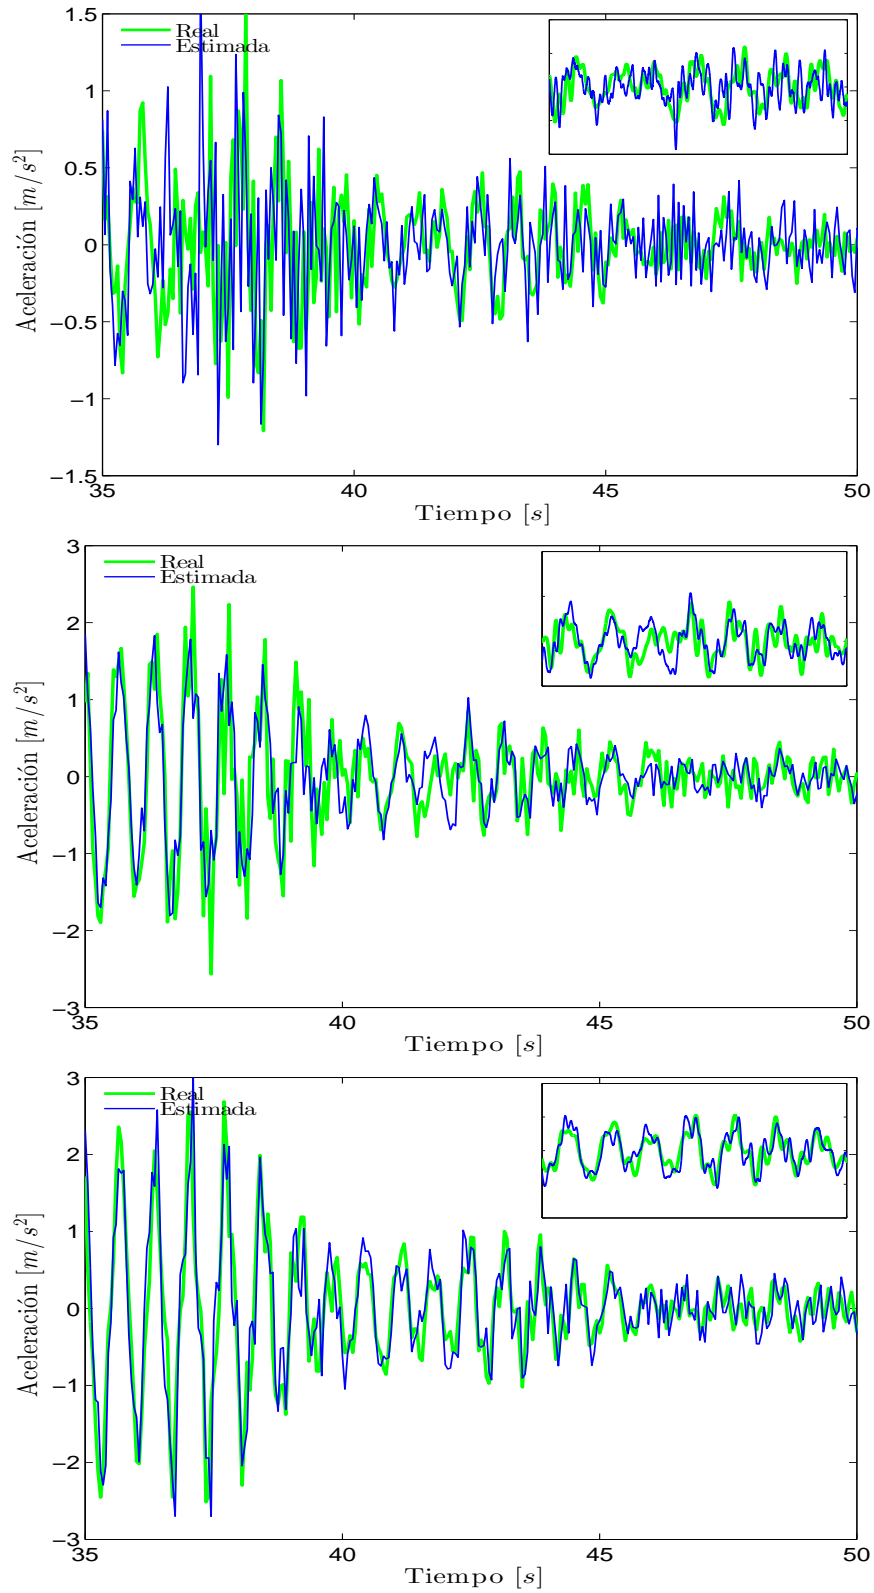 1.5
Real
Estimada
1
0.5
0
−0.5
−1
−1.5
Aceleración [m/s²]
35
40
45
50
Tiempo [s]
3
Real
Estimada
2
1
0
−1
−2
−3
Aceleración [m/s²]
35
40
45
50
Tiempo [s]
3
Real
Estimada
2
1
0
−1
−2
−3
Aceleración [m/s²]
35
40
45
50
Tiempo [s]